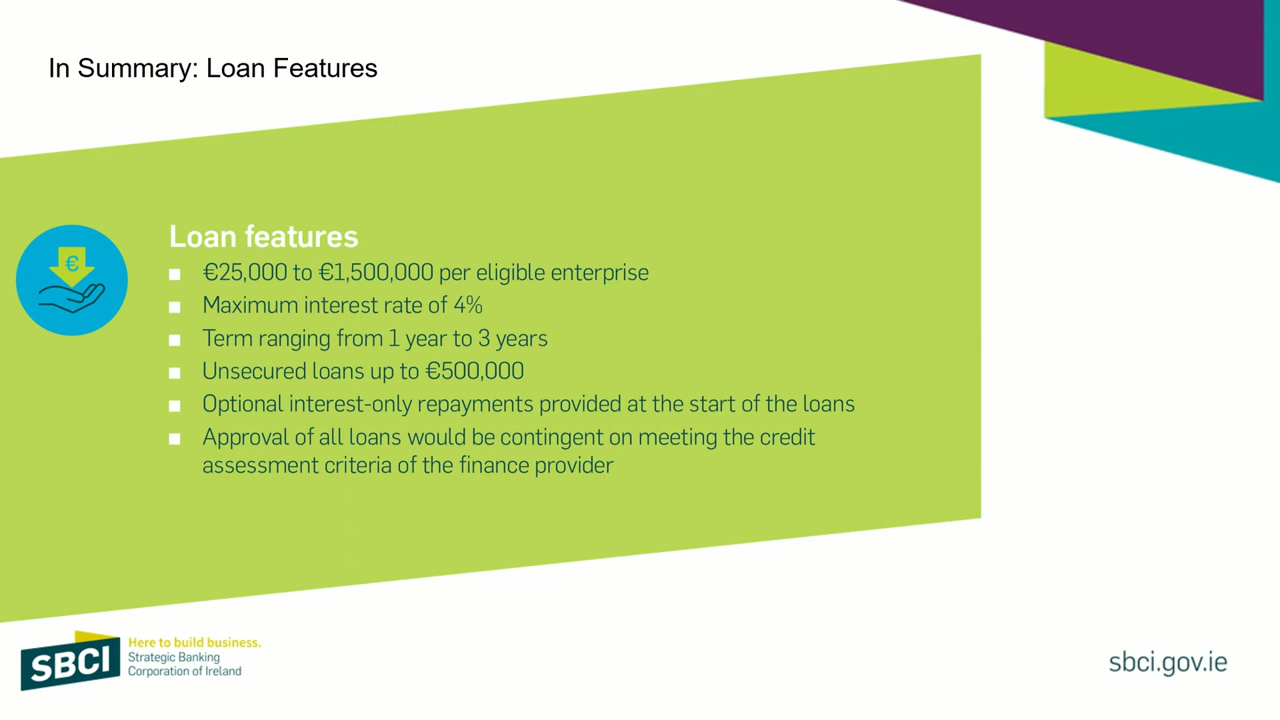 In Summary: Loan Features
€
Loan features
€25,000 to €1,500,000 per eligible enterprise
Maximum interest rate of 4%
Term ranging from 1 year to 3 years
Unsecured loans up to €500,000
Optional interest-only repayments provided at the start of the loans
Approval of all loans would be contingent on meeting the credit
assessment criteria of the finance provider
SBCI
Here to build business.
Strategic Banking
Corporation of Ireland
sbci.gov.ie